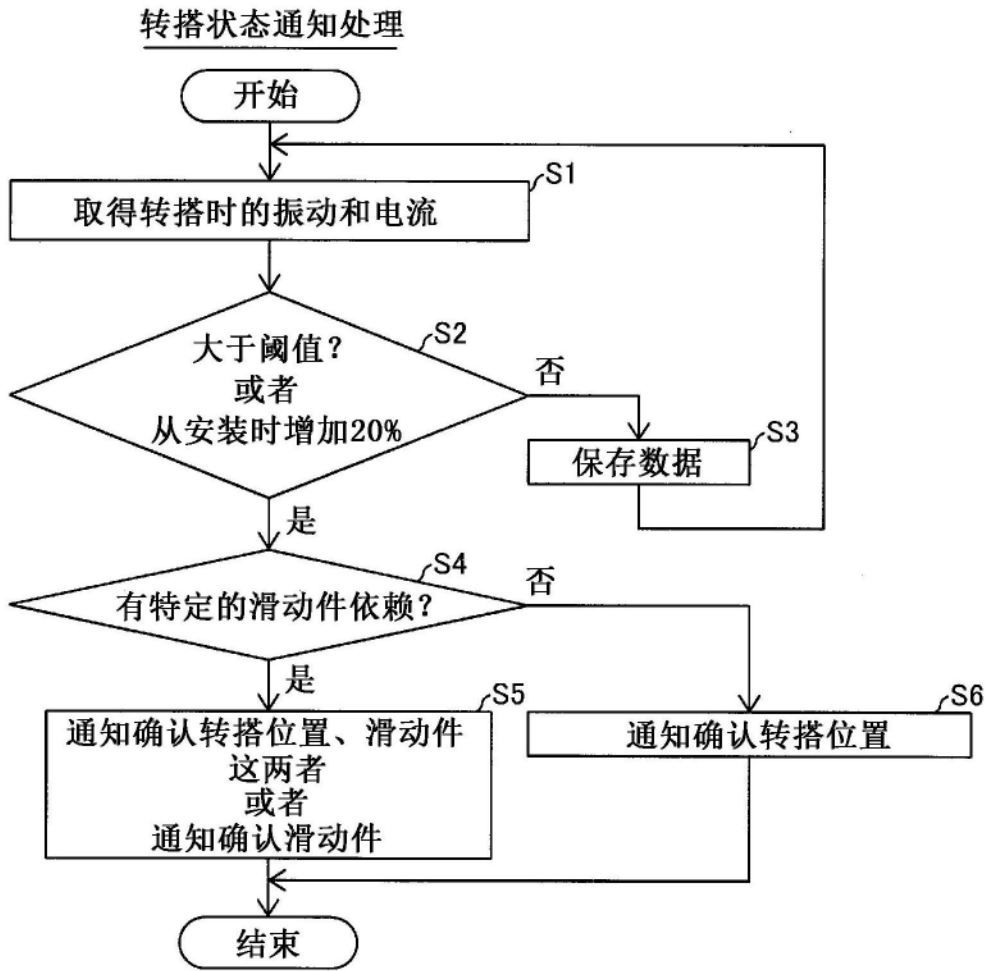 转搭状态通知处理
开始
S1
取得转搭时的振动和电流
S2
大于阈值?
或者
从安装时增加20%
否
S3
保存数据
是
S4
有特定的滑动件依赖?
否
是
S5
通知确认转搭位置、滑动件
这两者
或者
通知确认滑动件
S6
通知确认转搭位置
结束